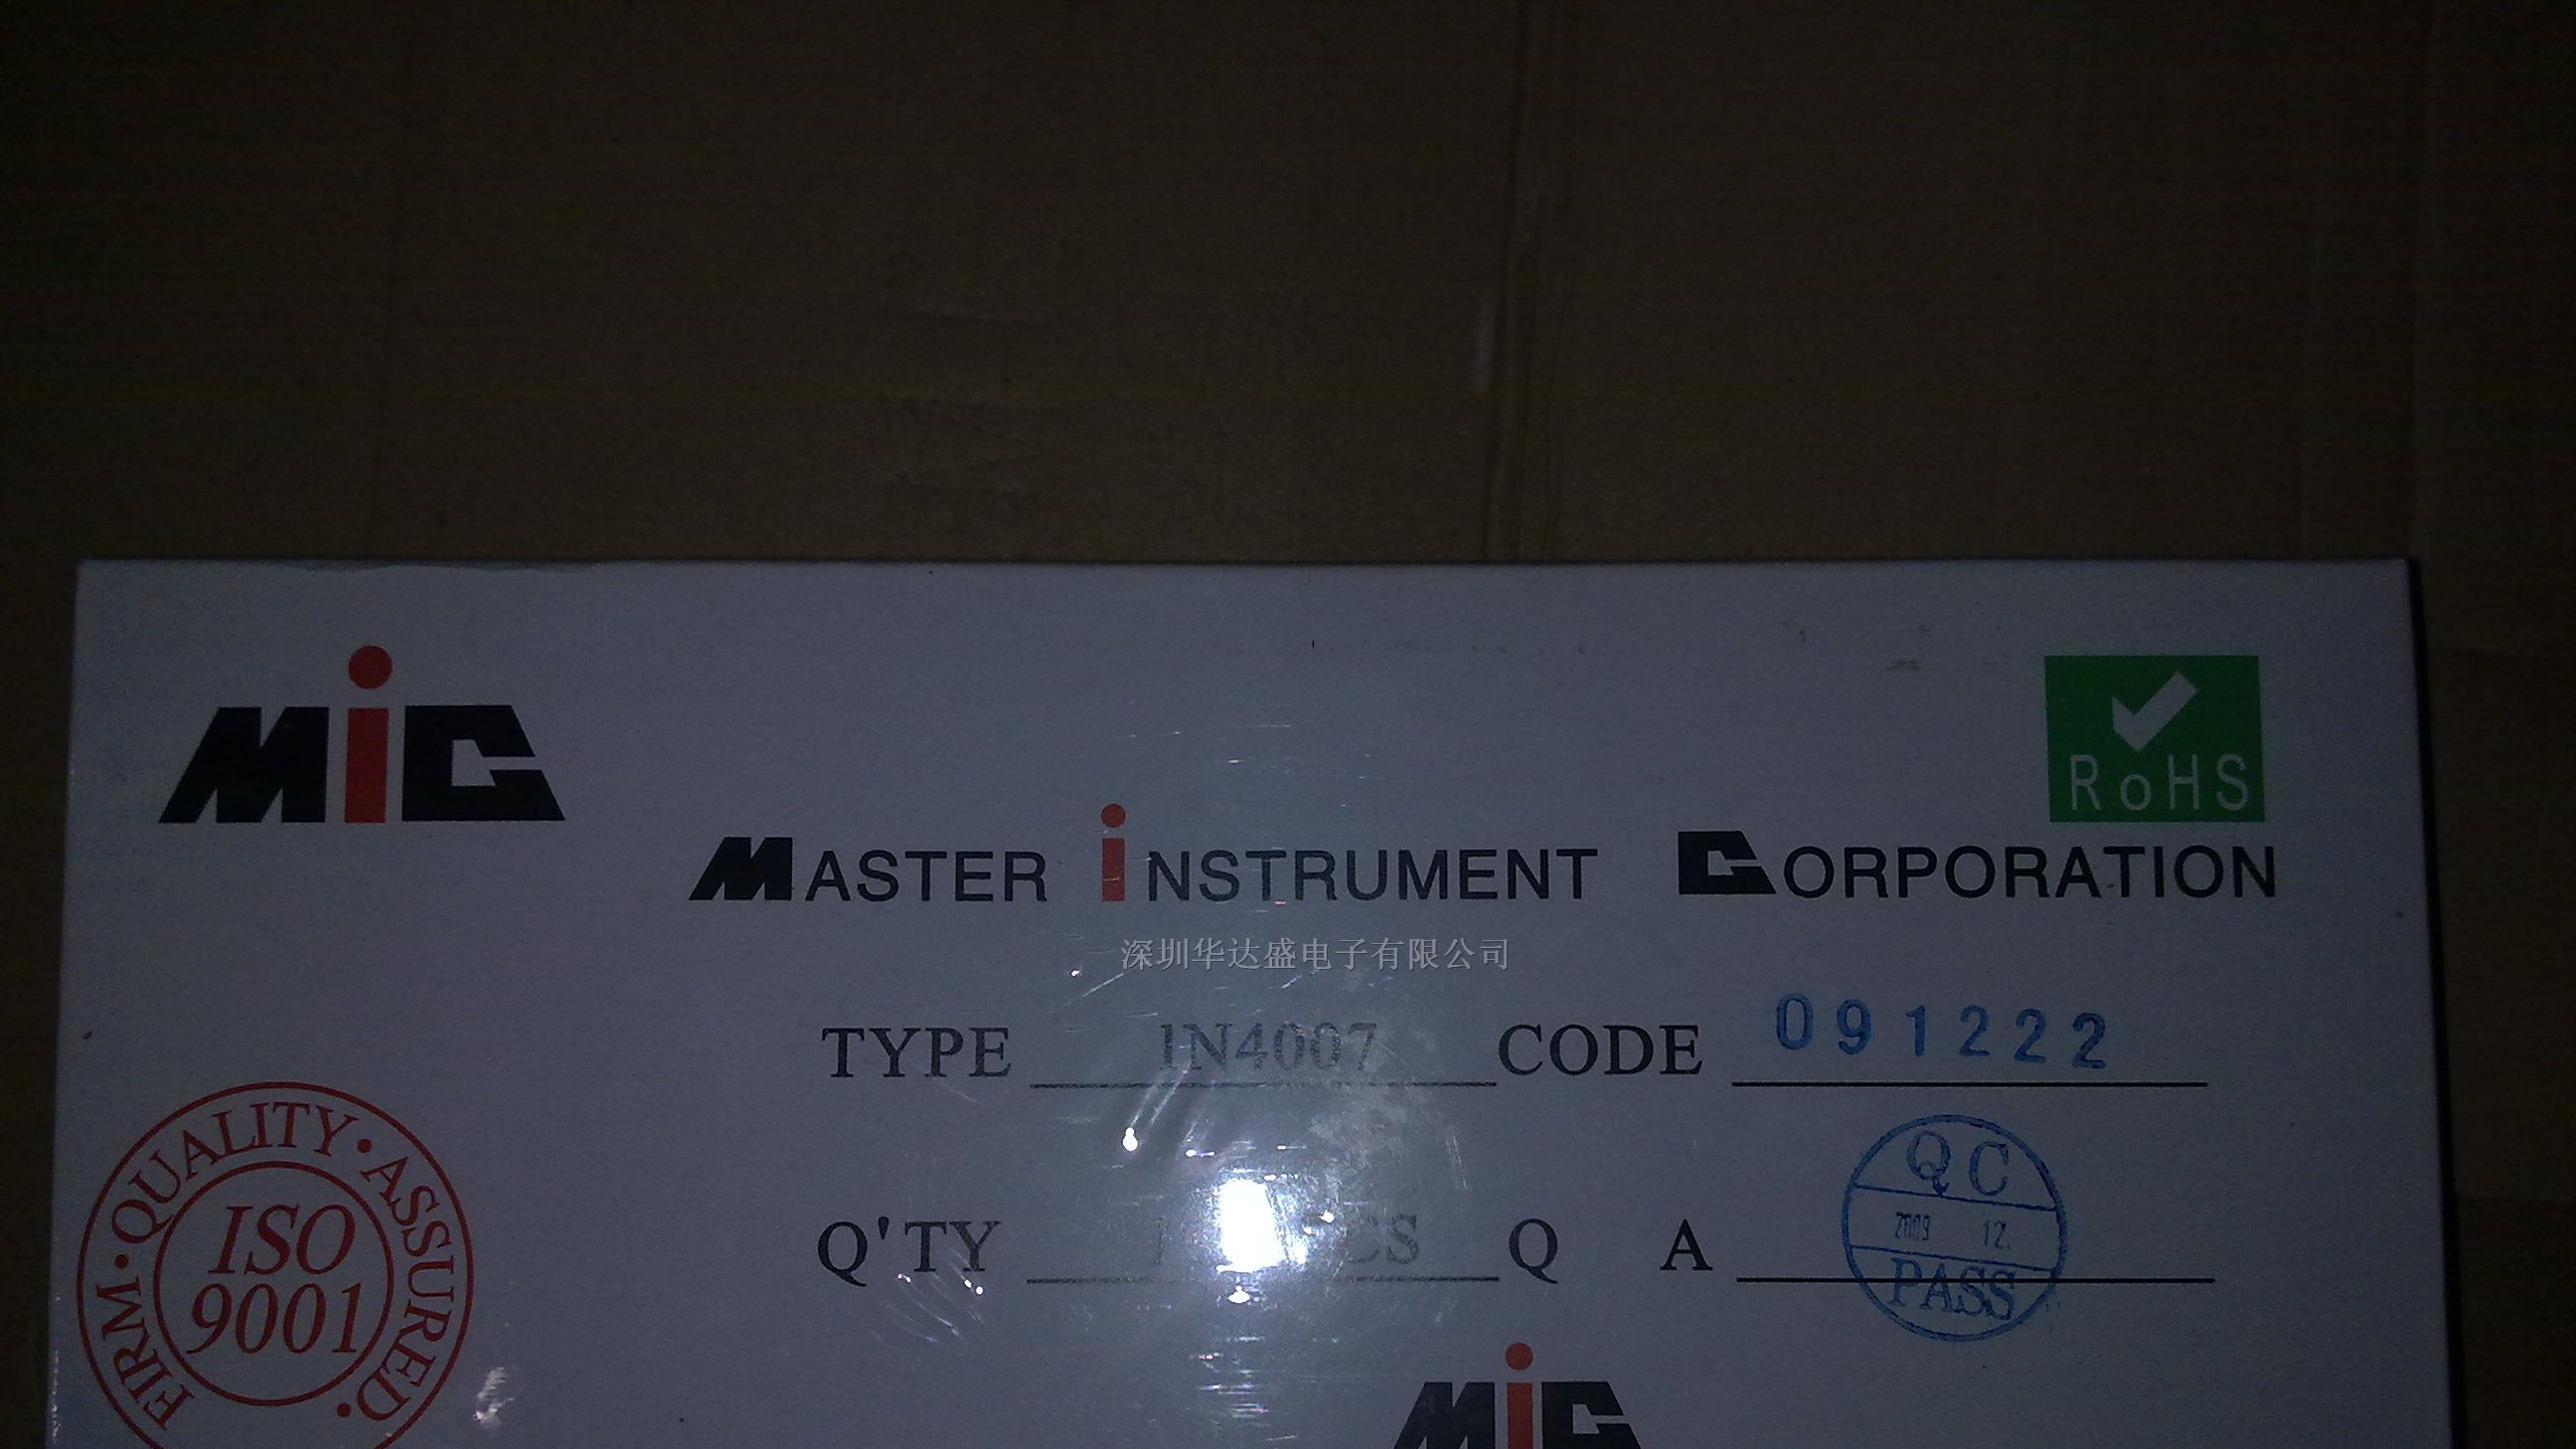 MiC
RoHS
MASTER iNSTRUMENT CORPORATION
深圳华达盛电子有限公司
TYPE 1N4007 CODE 091222
Q'TY Q A
QC
2009 12.
PASS
FIRM·QUALITY·ASSURED·
ISO
9001
MiC